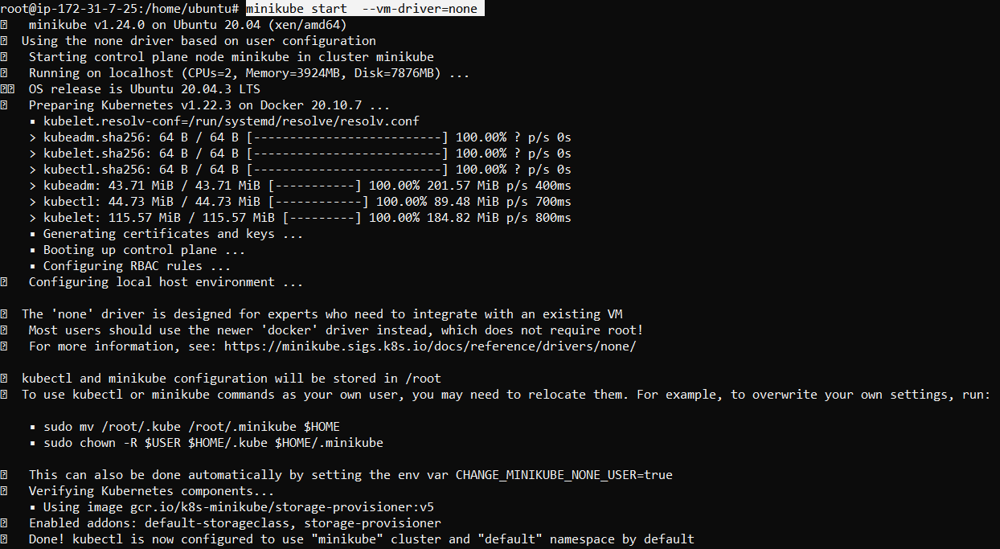 root@ip-172-31-7-25:/home/ubuntu# minikube start  --vm-driver=none
minikube v1.24.0 on Ubuntu 20.04 (xen/amd64)
Using the none driver based on user configuration
Starting control plane node minikube in cluster minikube
Running on localhost (CPUs=2, Memory=3924MB, Disk=7876MB) ...
OS release is Ubuntu 20.04.3 LTS
Preparing Kubernetes v1.22.3 on Docker 20.10.7 ...
▪ kubelet.resolv-conf=/run/systemd/resolve/resolv.conf
> kubeadm.sha256: 64 B / 64 B [--------------------------] 100.00% ? p/s 0s
> kubelet.sha256: 64 B / 64 B [--------------------------] 100.00% ? p/s 0s
> kubectl.sha256: 64 B / 64 B [--------------------------] 100.00% ? p/s 0s
> kubeadm: 43.71 MiB / 43.71 MiB [-----------] 100.00% 201.57 MiB p/s 400ms
> kubectl: 44.73 MiB / 44.73 MiB [------------] 100.00% 89.48 MiB p/s 700ms
> kubelet: 115.57 MiB / 115.57 MiB [---------] 100.00% 184.82 MiB p/s 800ms
▪ Generating certificates and keys ...
▪ Booting up control plane ...
▪ Configuring RBAC rules ...
Configuring local host environment ...
The 'none' driver is designed for experts who need to integrate with an existing VM
Most users should use the newer 'docker' driver instead, which does not require root!
For more information, see: https://minikube.sigs.k8s.io/docs/reference/drivers/none/
kubectl and minikube configuration will be stored in /root
To use kubectl or minikube commands as your own user, you may need to relocate them. For example, to overwrite your own settings, run:
▪ sudo mv /root/.kube /root/.minikube $HOME
▪ sudo chown -R $USER $HOME/.kube $HOME/.minikube
This can also be done automatically by setting the env var CHANGE_MINIKUBE_NONE_USER=true
Verifying Kubernetes components...
▪ Using image gcr.io/k8s-minikube/storage-provisioner:v5
Enabled addons: default-storageclass, storage-provisioner
Done! kubectl is now configured to use "minikube" cluster and "default" namespace by default